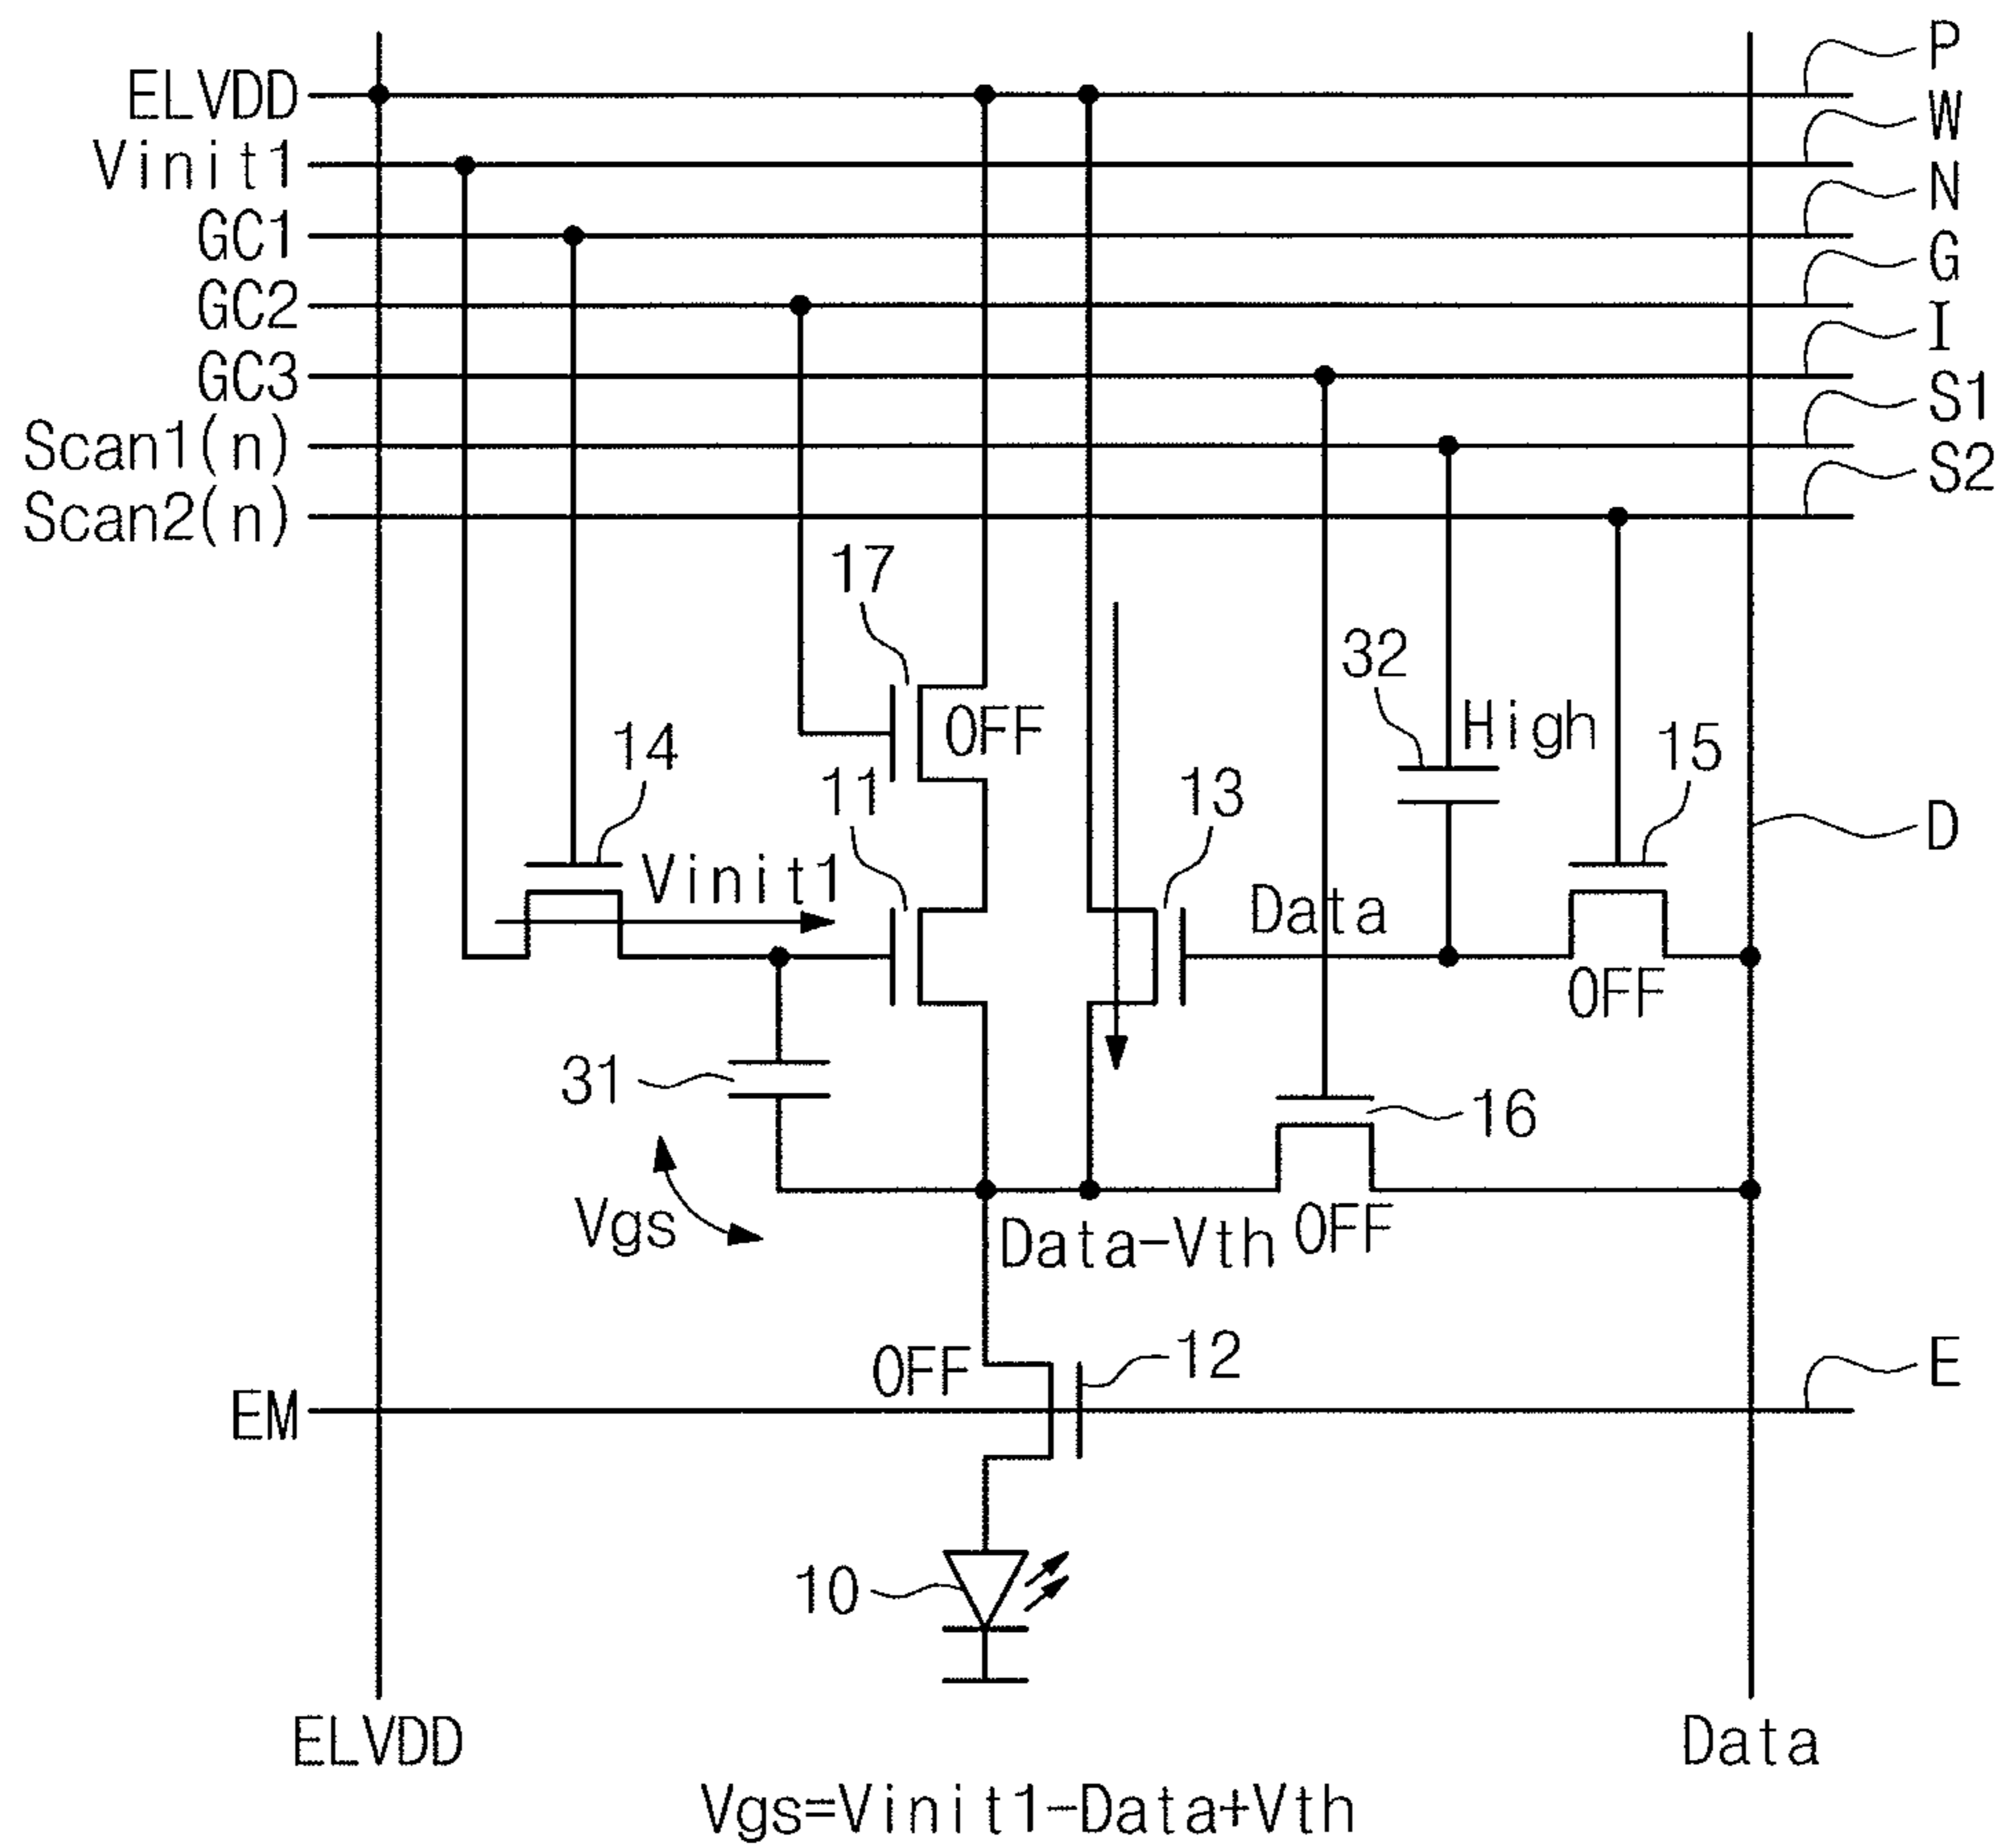 P
ELVDD
W
Vinit1
N
GC1
G
GC2
I
GC3
S1
Scan1(n)
S2
Scan2(n)
17
32
High
OFF
14
15
11
13
D
Vinit1
Data
OFF
31
16
Vgs
Data-Vth
OFF
OFF
12
E
EM
10
ELVDD
Data
Vgs=Vinit1-Data+Vth